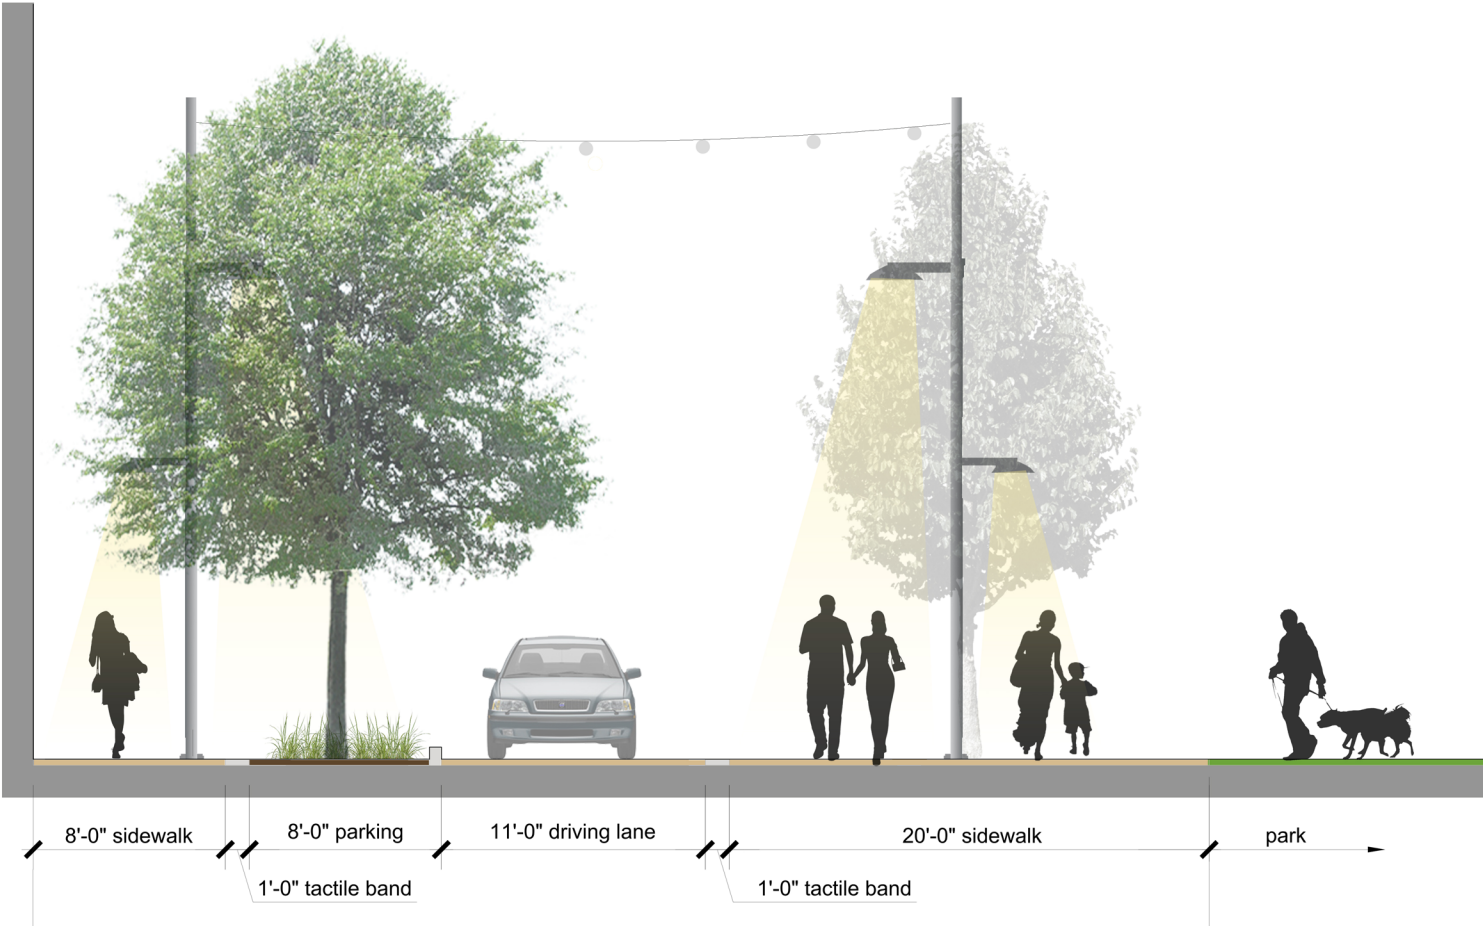 8'-0" sidewalk
8'-0" parking
11'-0" driving lane
20'-0" sidewalk
park
1'-0" tactile band
1'-0" tactile band